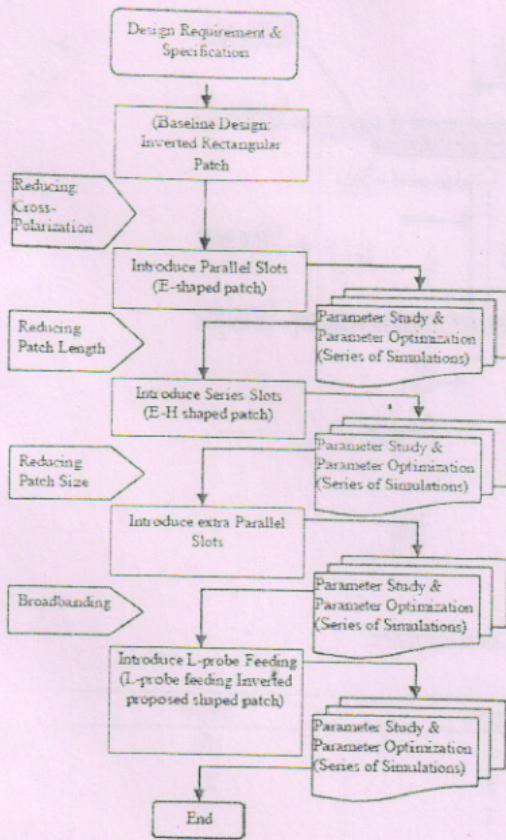 Design Requirement &
Specification
(Baseline Design:
Inverted Rectangular
Patch
Reducing
Cross-
Polarization
Introduce Parallel Slots
(E-shaped patch)
Parameter Study &
Parameter Optimization
(Series of Simulations)
Reducing
Patch Length
Introduce Series Slots
(E-H shaped patch)
Parameter Study &
Parameter Optimization
(Series of Simulations)
Reducing
Patch Size
Introduce extra Parallel
Slots
Parameter Study &
Parameter Optimization
(Series of Simulations)
Broadbanding
Introduce L-probe Feeding
(L-probe feeding Inverted
proposed shaped patch)
Parameter Study &
Parameter Optimization
(Series of Simulations)
End